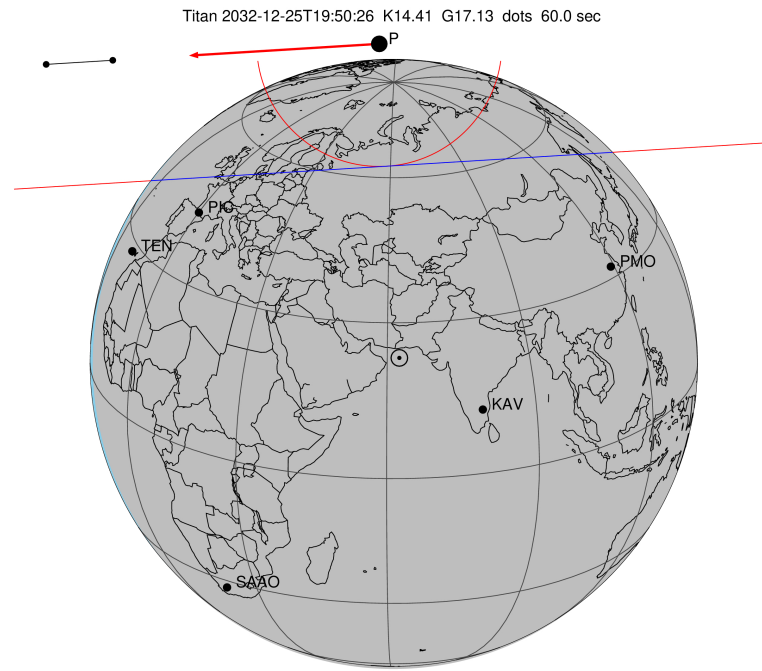 Titan 2032-12-25T19:50:26 K14.41 G17.13 dots 60.0 sec
P
PIC
TEN
PMO
KAV
SAAO